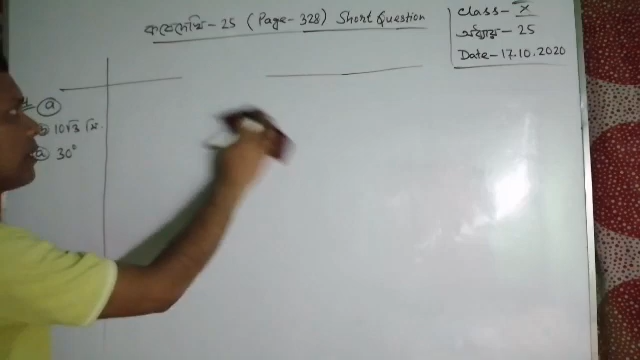 কষে দেখি - 25 (Page - 328) Short Question
Class - X
অধ্যায় - 25
Date - 17.10.2020
a
10√3 মি.
30°